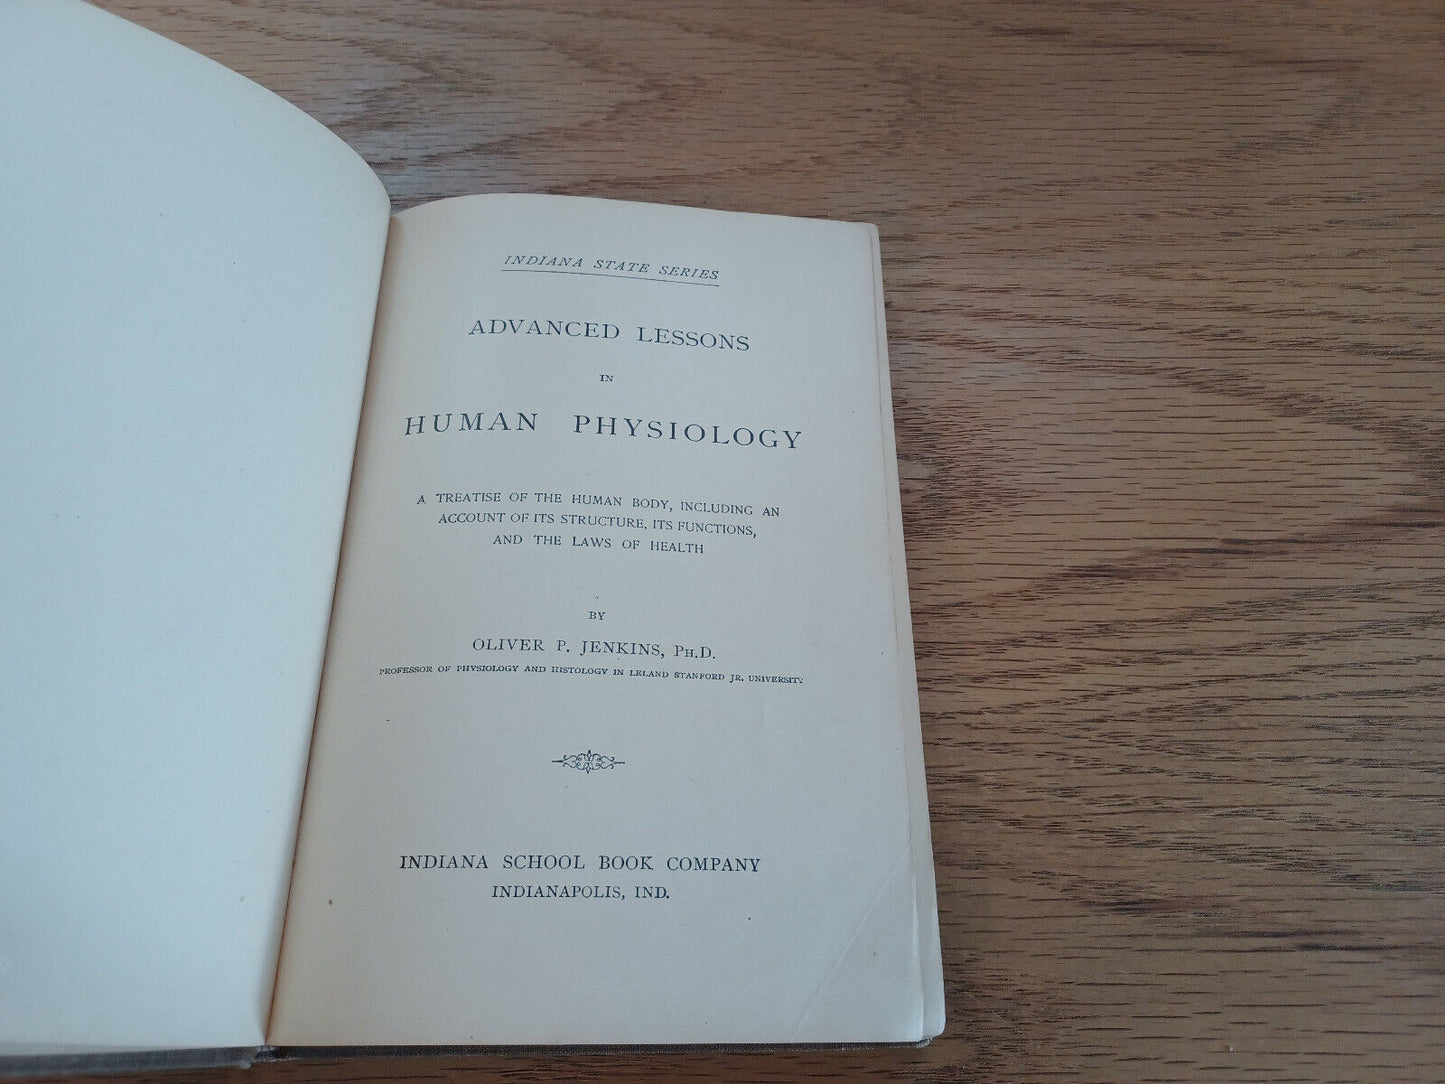 INDIANA STATE SERIES
ADVANCED LESSONS
IN
HUMAN PHYSIOLOGY
A TREATISE OF THE HUMAN BODY, INCLUDING AN
ACCOUNT OF ITS STRUCTURE, ITS FUNCTIONS,
AND THE LAWS OF HEALTH
BY
OLIVER P. JENKINS, PH.D.
PROFESSOR OF PHYSIOLOGY AND HISTOLOGY IN LELAND STANFORD JR. UNIVERSITY
INDIANA SCHOOL BOOK COMPANY
INDIANAPOLIS, IND.